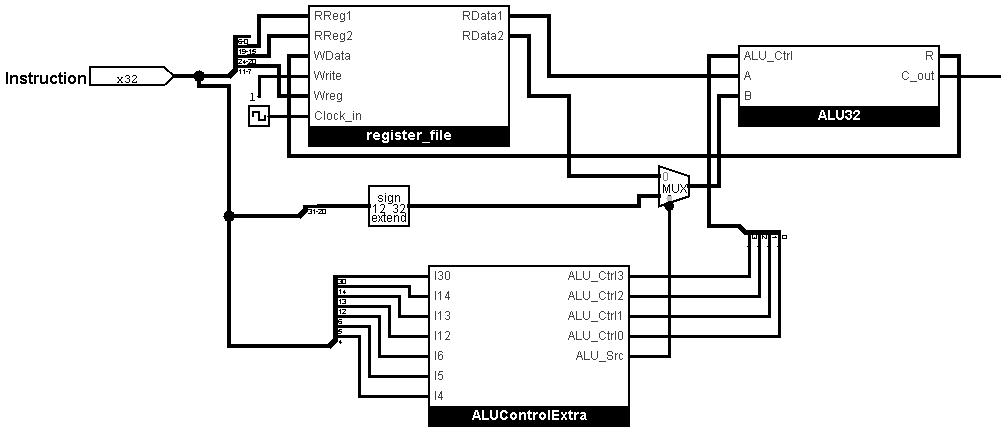 RReg1
RData1
RReg2
RData2
WData
Write
Wreg
Clock_in
register_file
Instruction
x32
6-0
19-15
24-20
11-7
1
ALU_Ctrl
R
A
C_out
B
ALU32
0
MUX
sign
12 32
extend
31-20
3
2
1
0
I30
ALU_Ctrl3
I14
ALU_Ctrl2
I13
ALU_Ctrl1
I12
ALU_Ctrl0
I6
ALU_Src
I5
I4
ALUControlExtra
30
14
13
12
6
5
4